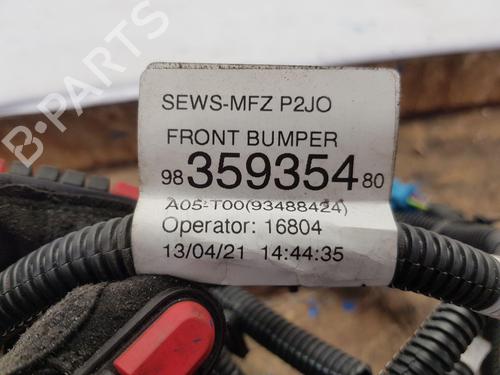 SEWS-MFZ P2JO
FRONT BUMPER
98 359354 80
A05-T00(93488424)
Operator: 16804
13/04/21 14:44:35
B-PARTS